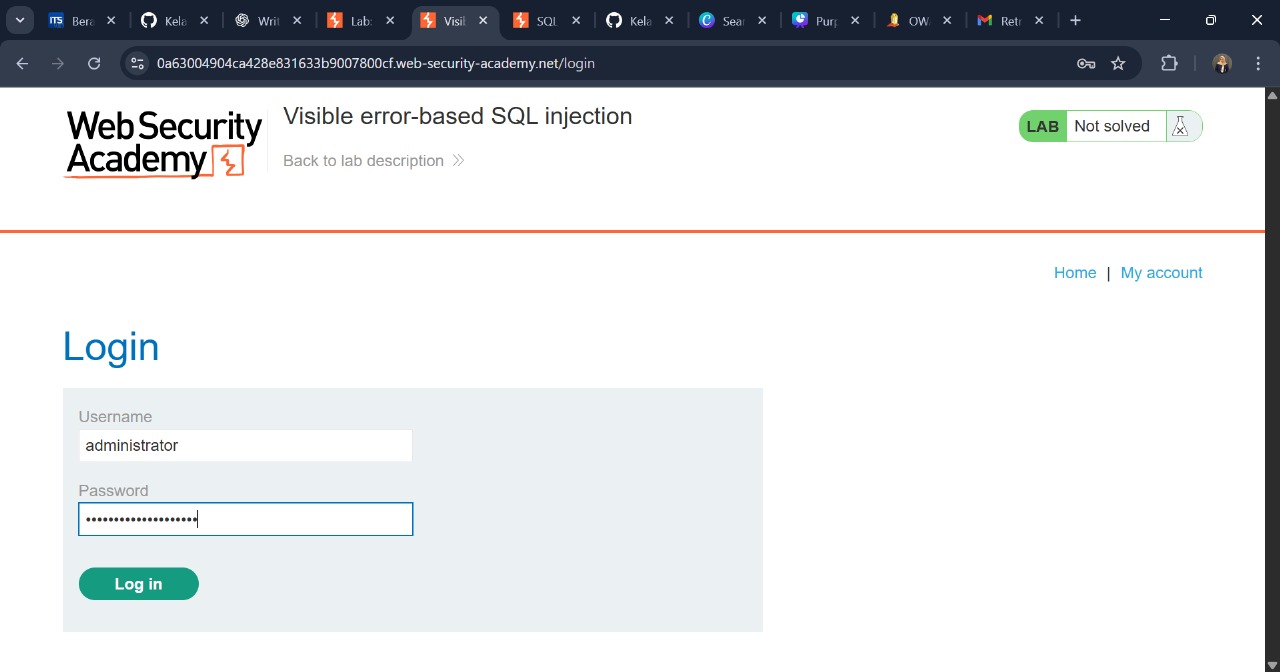 ITS Bera Kela Writ Lab: Visil SQL Kela Sear Purp OW Retr
0a63004904ca428e831633b9007800cf.web-security-academy.net/login
WebSecurity
Academy
Visible error-based SQL injection
Back to lab description
LAB Not solved
Home | My account
Login
Username
administrator
Password
••••••••••••••••••••
Log in